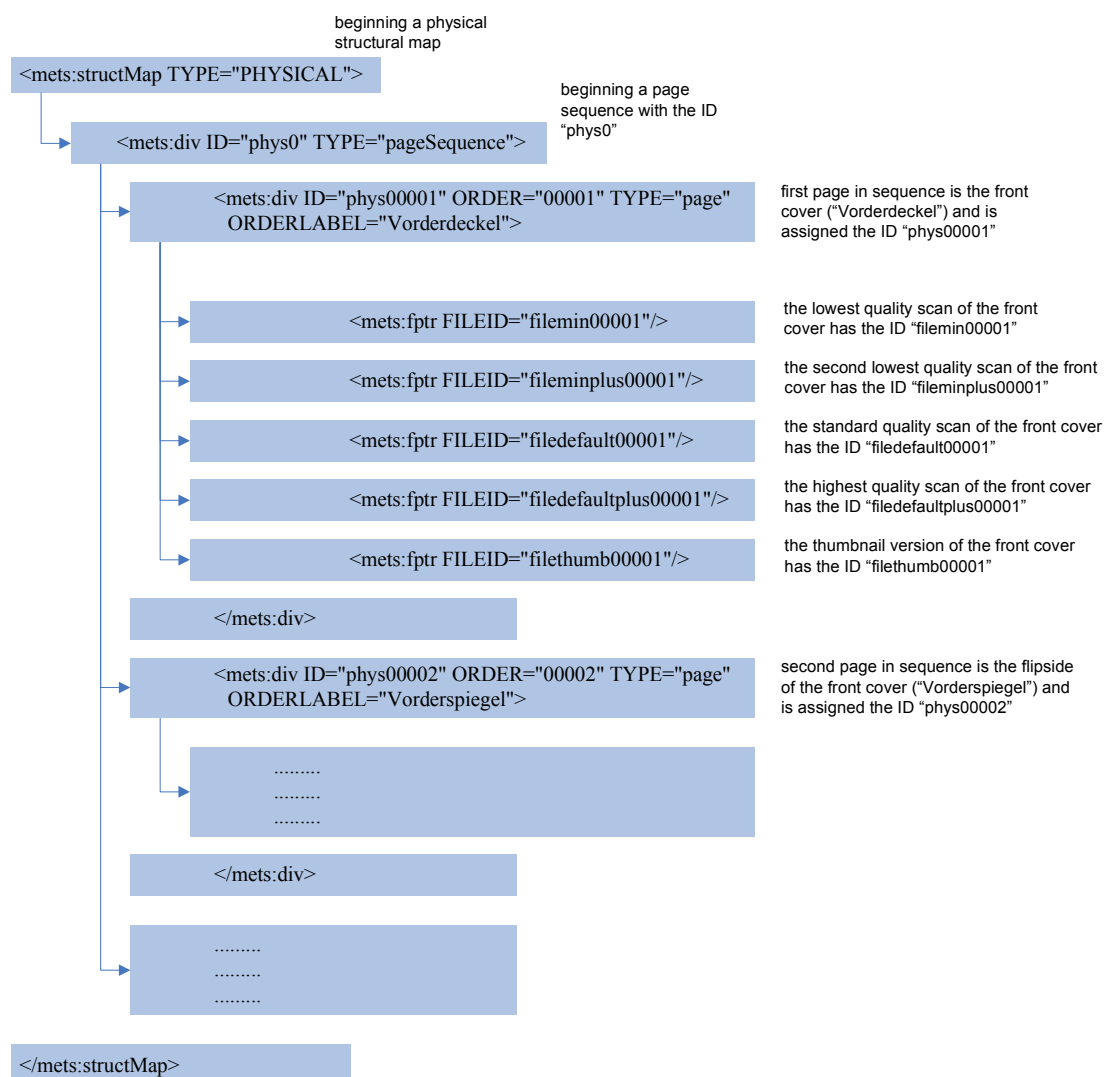 beginning a physical
structural map
<mets:structMap TYPE="PHYSICAL">
beginning a page
sequence with the ID
“phys0”
<mets:div ID="phys0" TYPE="pageSequence">
<mets:div ID="phys00001" ORDER="00001" TYPE="page"
ORDERLABEL="Vorderdeckel">
first page in sequence is the front
cover (“Vorderdeckel”) and is
assigned the ID “phys00001”
<mets:fptr FILEID="filemin00001"/>
the lowest quality scan of the front
cover has the ID “filemin00001”
<mets:fptr FILEID="fileminplus00001"/>
the second lowest quality scan of the front
cover has the ID “fileminplus00001”
<mets:fptr FILEID="filedefault00001"/>
the standard quality scan of the front cover
has the ID “filedefault00001”
<mets:fptr FILEID="filedefaultplus00001"/>
the highest quality scan of the front cover
has the ID “filedefaultplus00001”
<mets:fptr FILEID="filethumb00001"/>
the thumbnail version of the front cover
has the ID “filethumb00001”
</mets:div>
<mets:div ID="phys00002" ORDER="00002" TYPE="page"
ORDERLABEL="Vorderspiegel">
second page in sequence is the flipside
of the front cover (“Vorderspiegel”) and
is assigned the ID “phys00002”
.........
.........
.........
</mets:div>
.........
.........
.........
</mets:structMap>